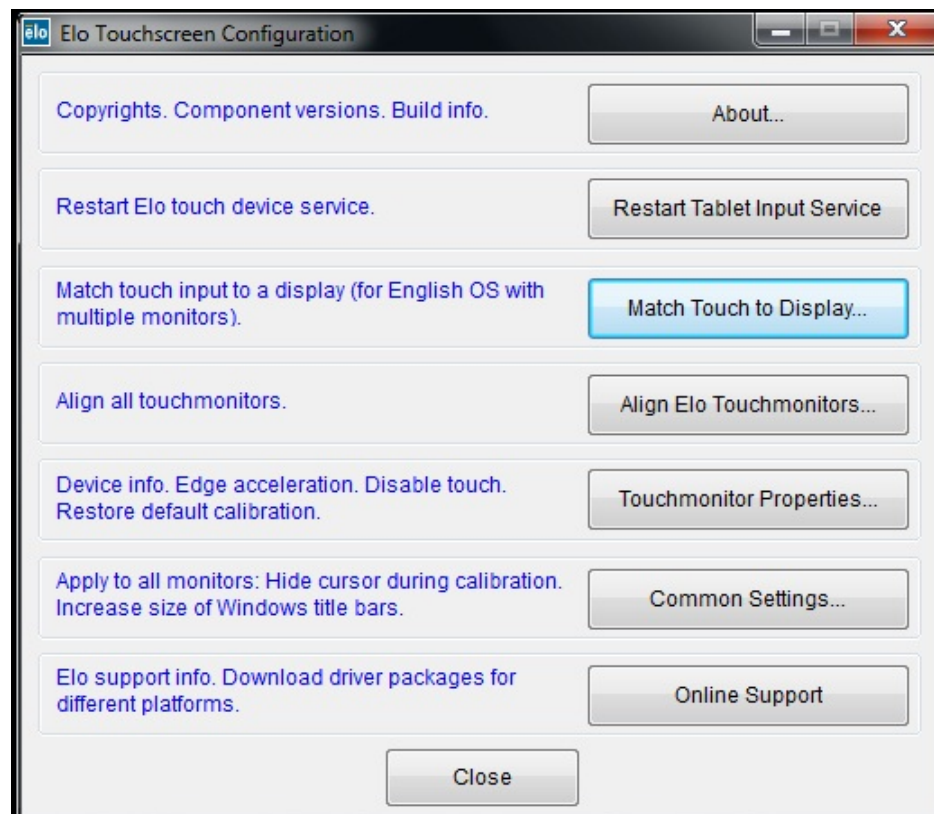 elo Elo Touchscreen Configuration
Copyrights. Component versions. Build info.
About...
Restart Elo touch device service.
Restart Tablet Input Service
Match touch input to a display (for English OS with
multiple monitors).
Match Touch to Display...
Align all touchmonitors.
Align Elo Touchmonitors...
Device info. Edge acceleration. Disable touch.
Restore default calibration.
Touchmonitor Properties...
Apply to all monitors: Hide cursor during calibration.
Increase size of Windows title bars.
Common Settings...
Elo support info. Download driver packages for
different platforms.
Online Support
Close